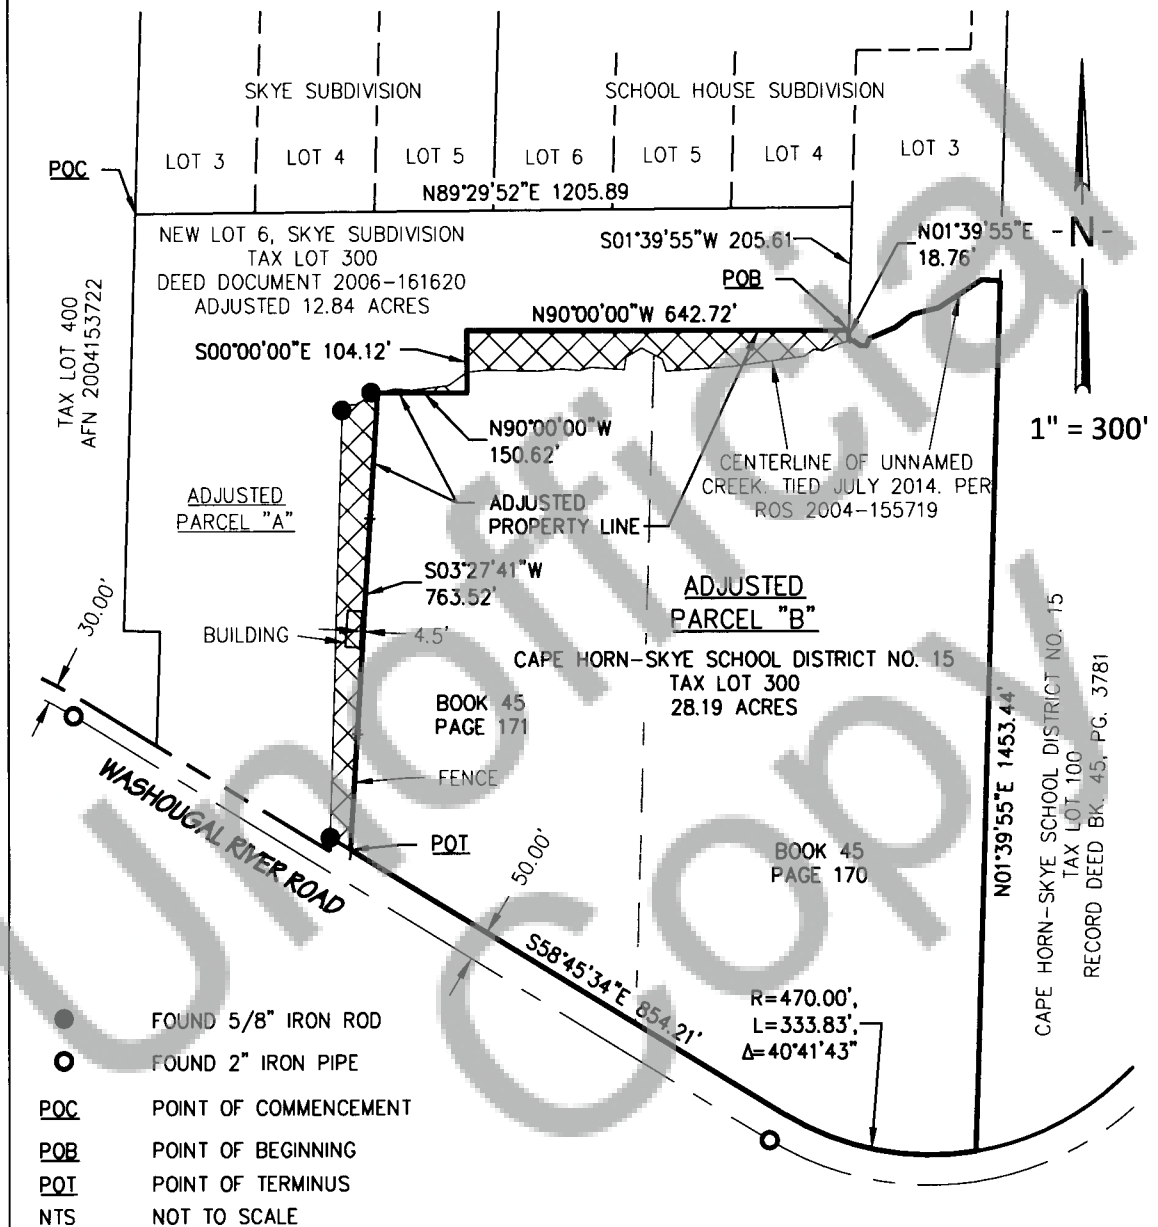 SKYE SUBDIVISION
SCHOOL HOUSE SUBDIVISION
LOT 3
LOT 4
LOT 5
LOT 6
LOT 5
LOT 4
LOT 3
POC
N89°29'52"E 1205.89
NEW LOT 6, SKYE SUBDIVISION
TAX LOT 300
DEED DOCUMENT 2006-161620
ADJUSTED 12.84 ACRES
S01°39'55"W 205.61
N01°39'55"E
18.76'
-N-
POB
TAX LOT 400
AFN 2004153722
N90°00'00"W 642.72'
S00°00'00"E 104.12'
1" = 300'
N90°00'00"W
150.62'
CENTERLINE OF UNNAMED
CREEK. TIED JULY 2014. PER
ROS 2004-155719
ADJUSTED
PARCEL "A"
ADJUSTED
PROPERTY LINE
S03°27'41"W
763.52'
ADJUSTED
PARCEL "B"
30.00'
BUILDING
4.5'
CAPE HORN-SKYE SCHOOL DISTRICT NO. 15
TAX LOT 300
28.19 ACRES
BOOK 45
PAGE 171
FENCE
N01°39'55"E 1453.44'
CAPE HORN-SKYE SCHOOL DISTRICT NO. 15
TAX LOT 100
RECORD DEED BK. 45, PG. 3781
WASHOUGAL RIVER ROAD
POT
50.00'
BOOK 45
PAGE 170
S58°45'34"E 854.21'
R=470.00',
L=333.83',
Δ=40°41'43"
FOUND 5/8" IRON ROD
FOUND 2" IRON PIPE
POC POINT OF COMMENCEMENT
POB POINT OF BEGINNING
POT POINT OF TERMINUS
NTS NOT TO SCALE
Unofficial
Copy